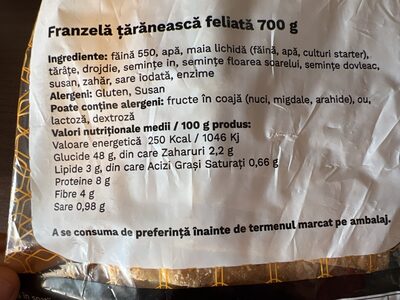 Franzelă țărănească feliată 700 g
Ingrediente: făină 550, apă, maia lichidă (făină, apă, culturi starter),
tărâțe, drojdie, semințe in, semințe floarea soarelui, semințe dovleac,
susan, zahăr, sare iodată, enzime
Alergeni: Gluten, Susan
Poate conține alergeni: fructe în coajă (nuci, migdale, arahide), ou,
lactoză, dextroză
Valori nutriționale medii / 100 g produs:
Valoare energetică 250 Kcal / 1046 Kj
Glucide 48 g, din care Zaharuri 2,2 g
Lipide 3 g, din care Acizi Grași Saturați 0,66 g
Proteine 8 g
Fibre 4 g
Sare 0,98 g
A se consuma de preferință înainte de termenul marcat pe ambalaj.